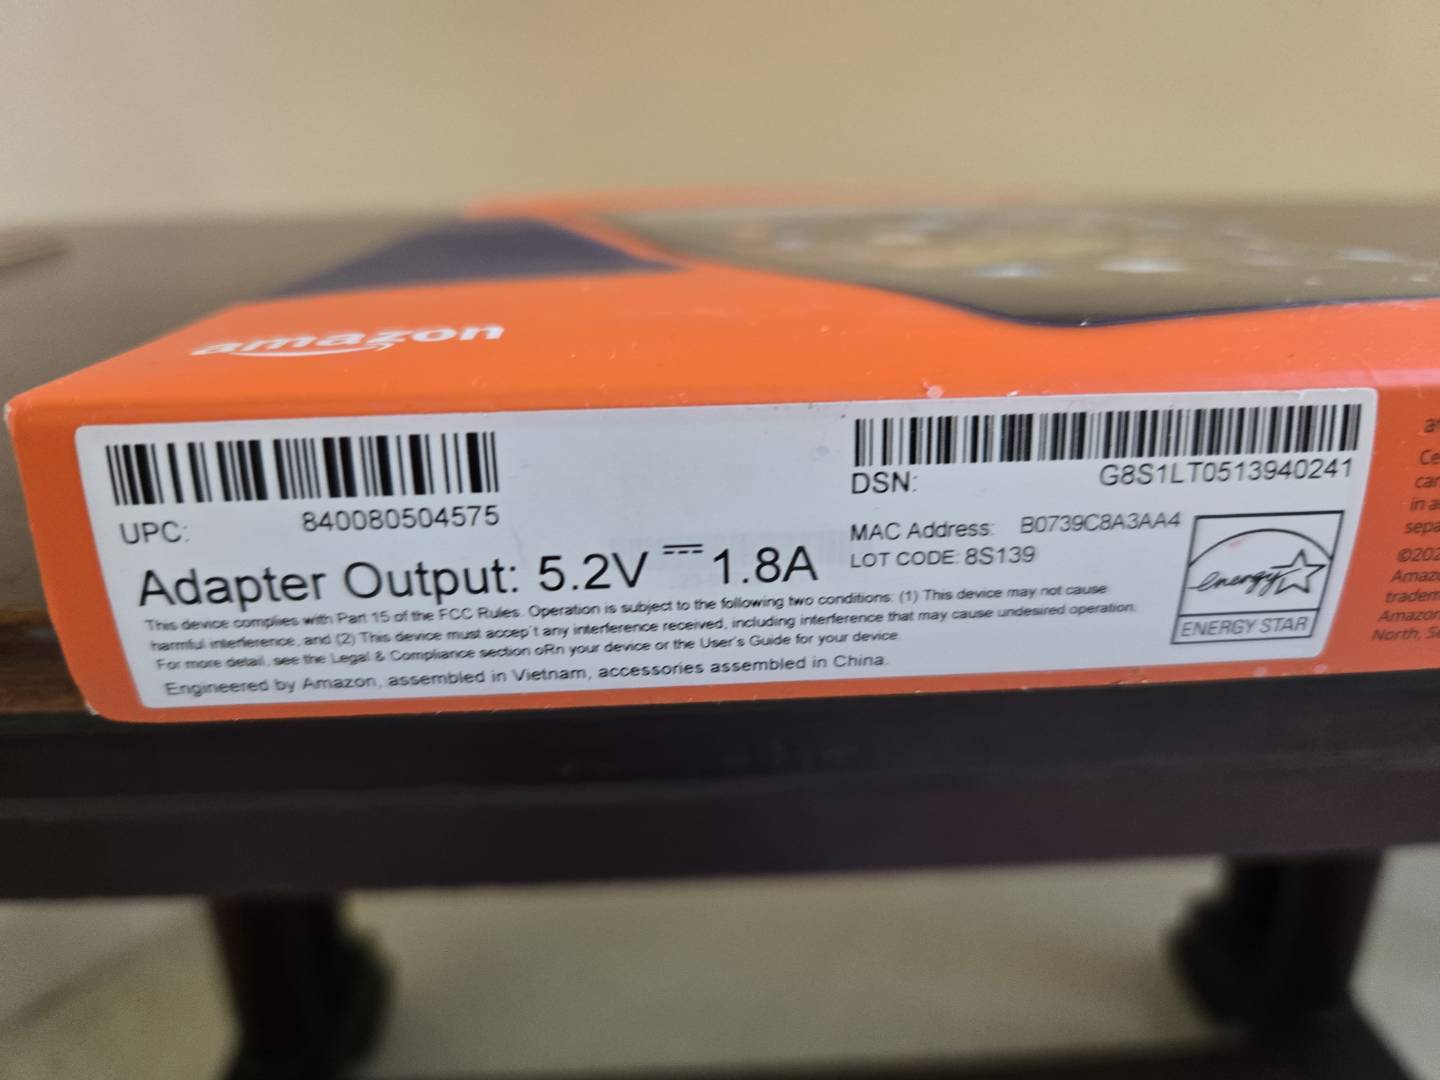 amazon
UPC: 840080504575
DSN: G8S1LT0513940241
MAC Address: B0739C8A3AA4
LOT CODE: 8S139
Adapter Output: 5.2V ⎓ 1.8A
This device complies with Part 15 of the FCC Rules. Operation is subject to the following two conditions: (1) This device may not cause
harmful interference, and (2) This device must accep't any interference received, including interference that may cause undesired operation.
For more detail, see the Legal & Compliance section oRn your device or the User's Guide for your device.
Engineered by Amazon, assembled in Vietnam, accessories assembled in China.
energy
ENERGY STAR
in
North,